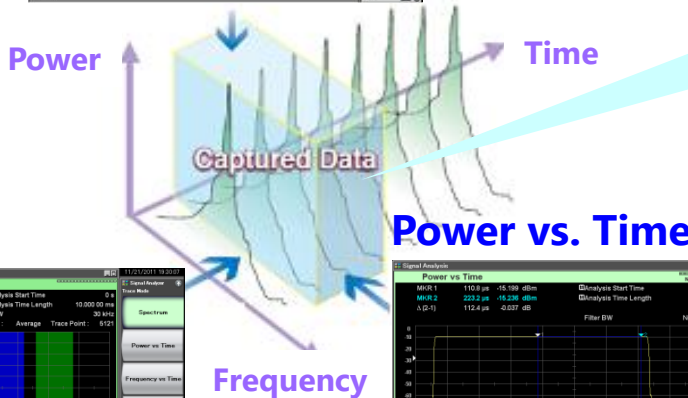 Power
Time
Captured Data
Power vs. Time
Frequency
11/21/2011 19:20:07
Signal Analyzer
Trace Mode
Spectrum
Power vs Time
Frequency vs Time
alysis Start Time 0 s
alysis Time Length 10.000 00 ms
30 kHz
Average Trace Point : 5121
Signal Analysis
Power vs Time
MKR 1 110.8 µs -15.199 dBm Analysis Start Time
MKR 2 223.2 µs -15.236 dBm Analysis Time Length
Δ (2-1) 112.4 µs -0.037 dB
Filter BW